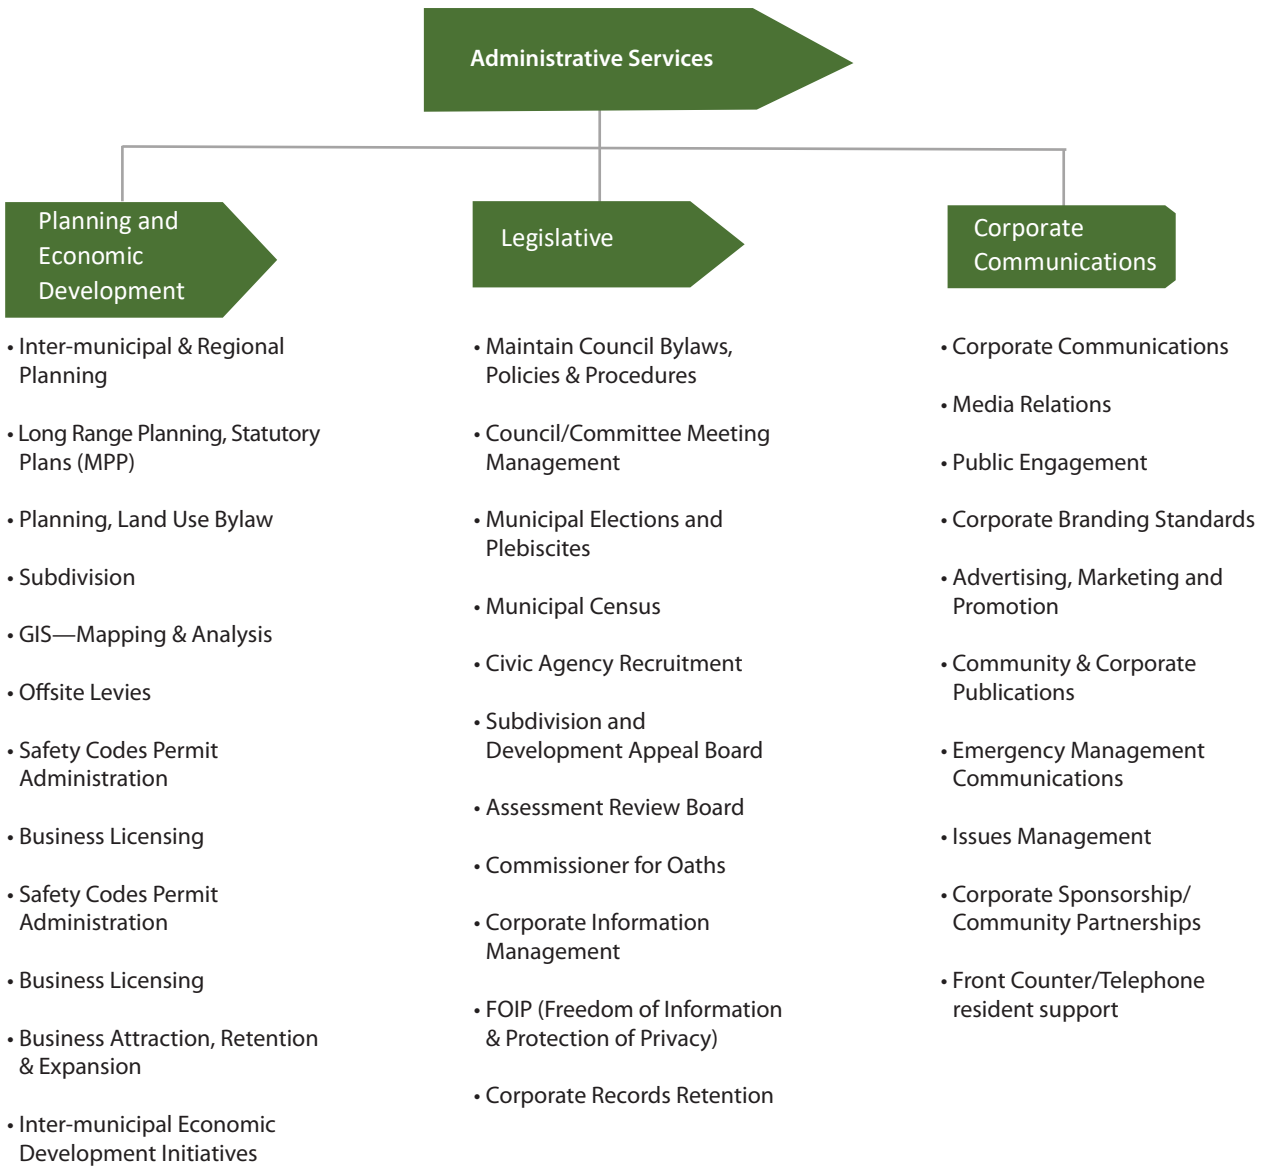 Administrative Services
Planning and
Economic
Development
• Inter-municipal & Regional
Planning
• Long Range Planning, Statutory
Plans (MPP)
• Planning, Land Use Bylaw
• Subdivision
• GIS—Mapping & Analysis
• Offsite Levies
• Safety Codes Permit
Administration
• Business Licensing
• Safety Codes Permit
Administration
• Business Licensing
• Business Attraction, Retention
& Expansion
• Inter-municipal Economic
Development Initiatives
Legislative
• Maintain Council Bylaws,
Policies & Procedures
• Council/Committee Meeting
Management
• Municipal Elections and
Plebiscites
• Municipal Census
• Civic Agency Recruitment
• Subdivision and
Development Appeal Board
• Assessment Review Board
• Commissioner for Oaths
• Corporate Information
Management
• FOIP (Freedom of Information
& Protection of Privacy)
• Corporate Records Retention
Corporate
Communications
• Corporate Communications
• Media Relations
• Public Engagement
• Corporate Branding Standards
• Advertising, Marketing and
Promotion
• Community & Corporate
Publications
• Emergency Management
Communications
• Issues Management
• Corporate Sponsorship/
Community Partnerships
• Front Counter/Telephone
resident support